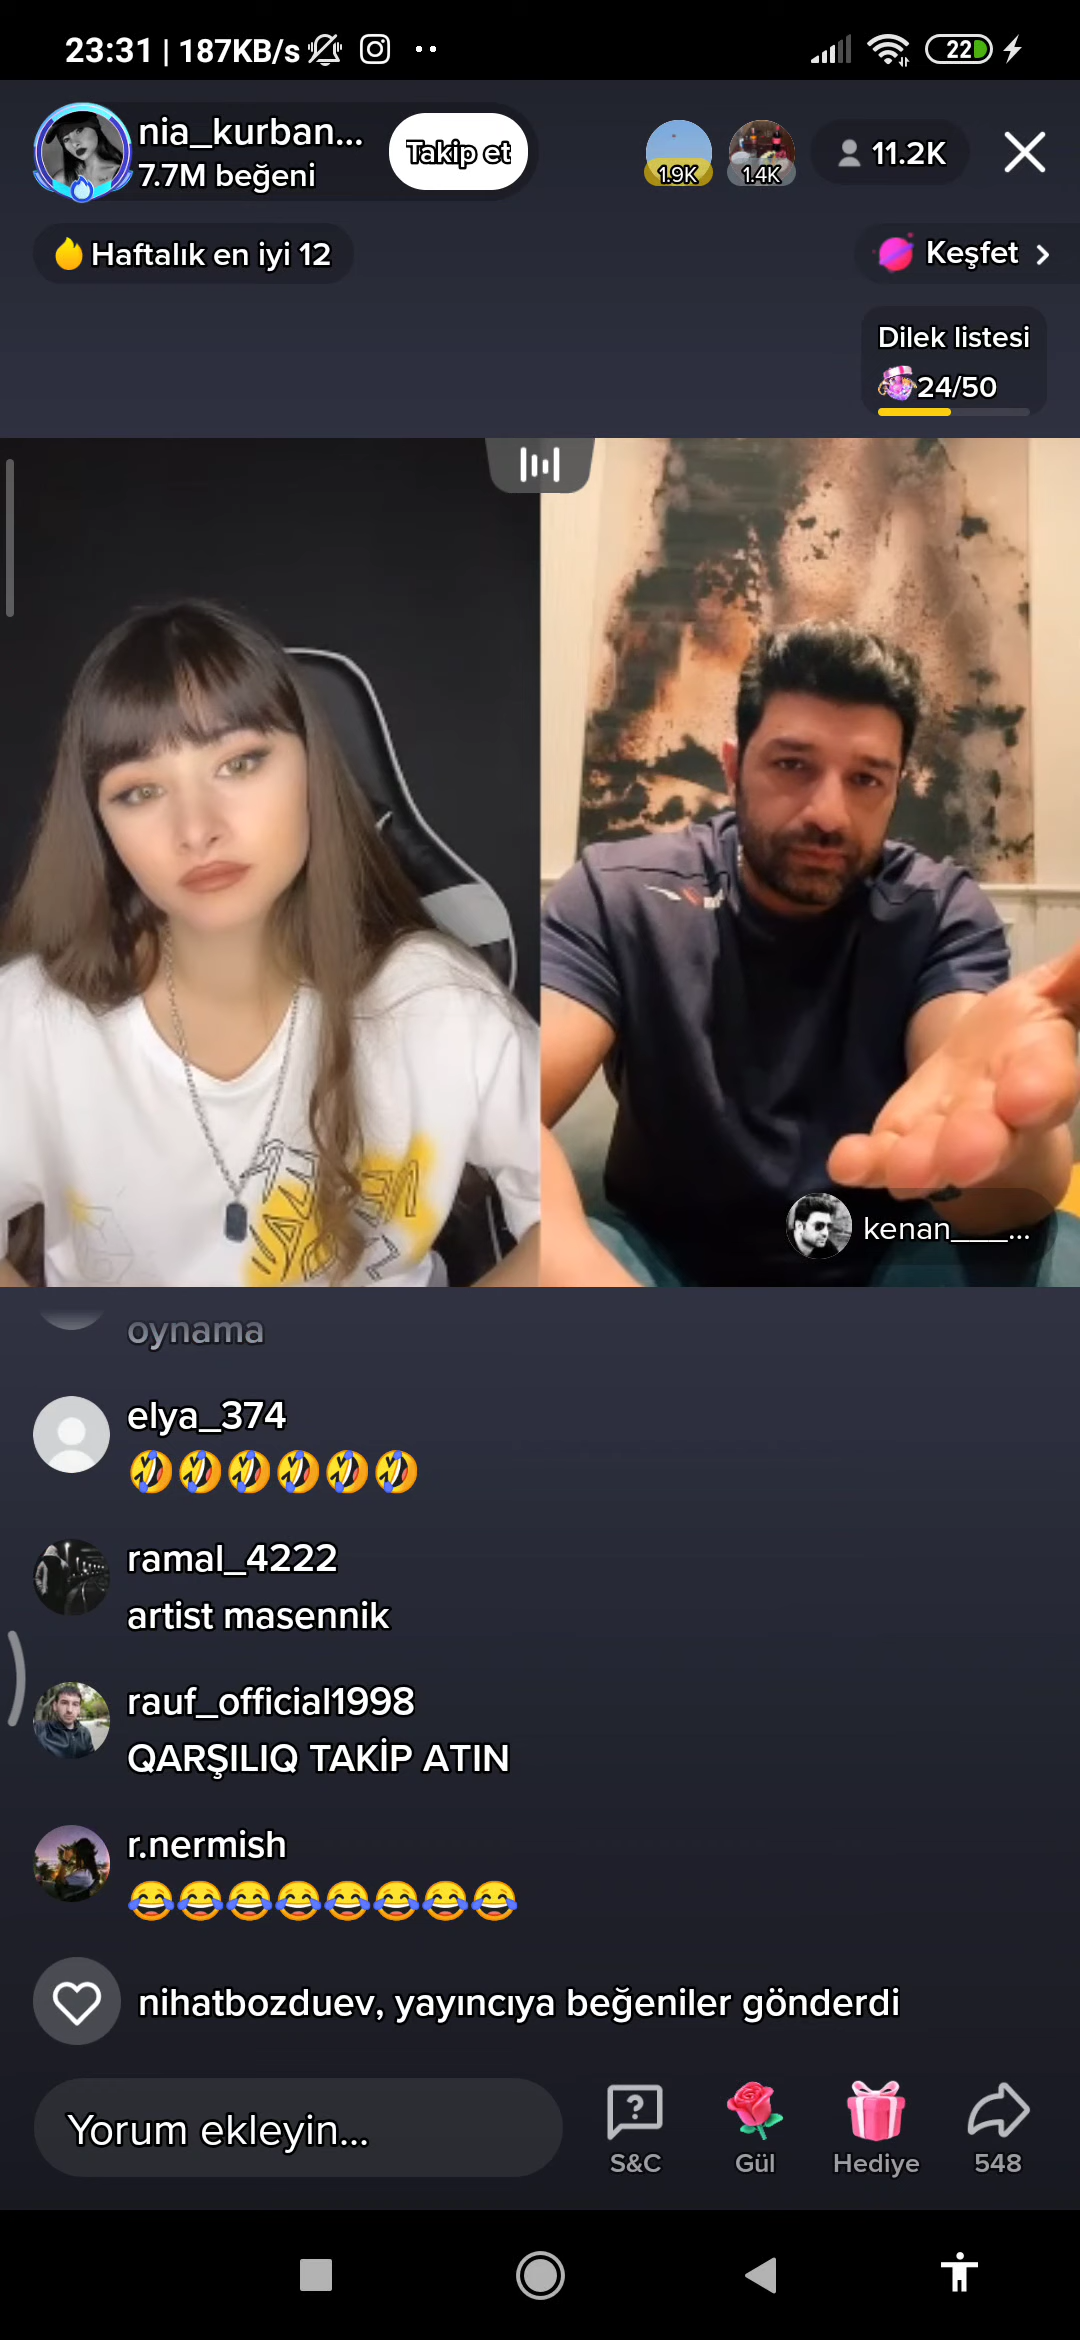 23:31 | 187KB/s
22
nia_kurban...
7.7M beğeni
Takip et
1.9K
1.4K
11.2K
Haftalık en iyi 12
Keşfet
Dilek listesi
24/50
kenan____...
oynama
elya_374
🤣🤣🤣🤣🤣🤣
ramal_4222
artist masennik
rauf_official1998
QARŞILIQ TAKİP ATIN
r.nermish
😂😂😂😂😂😂😂😂
nihatbozduev, yayıncıya beğeniler gönderdi
Yorum ekleyin...
S&C
Gül
Hediye
548